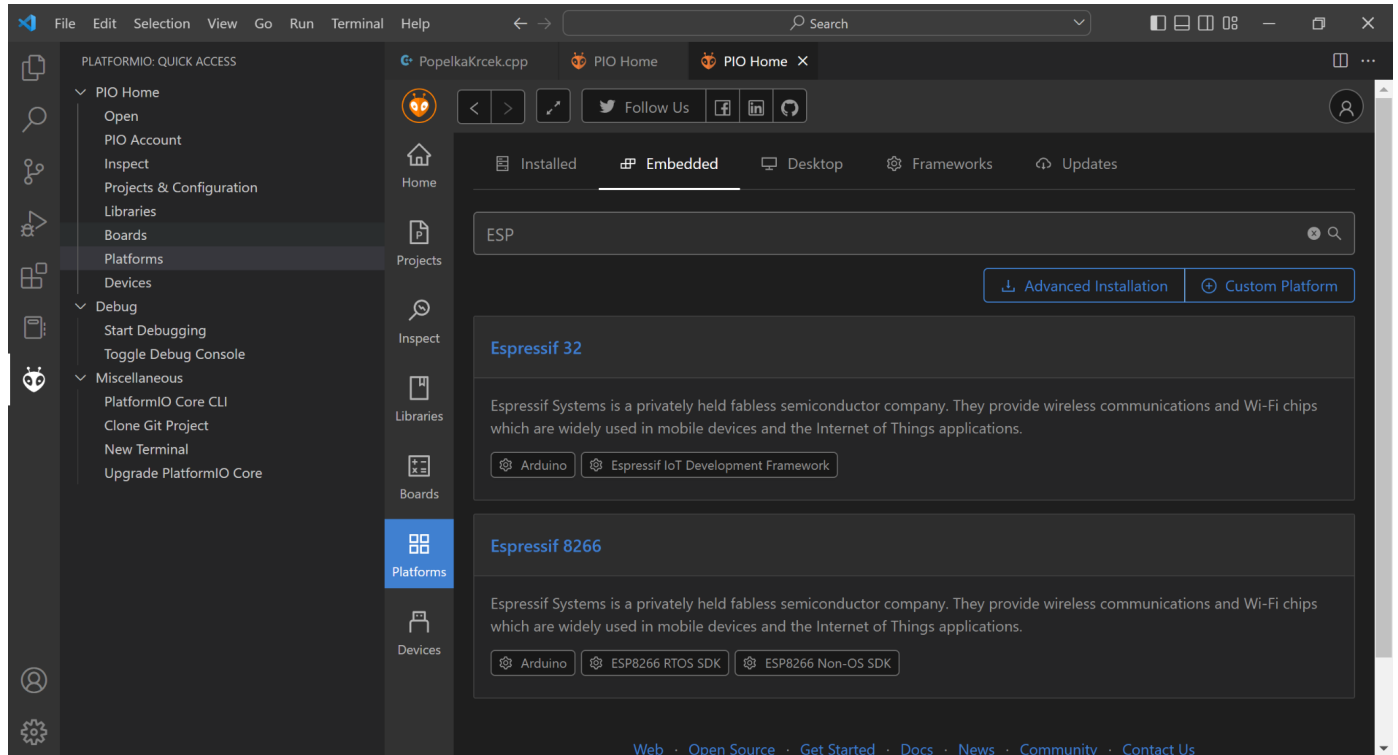 File Edit Selection View Go Run Terminal Help
Search
PLATFORMIO: QUICK ACCESS
PIO Home
Open
PIO Account
Inspect
Projects & Configuration
Libraries
Boards
Platforms
Devices
Debug
Start Debugging
Toggle Debug Console
Miscellaneous
PlatformIO Core CLI
Clone Git Project
New Terminal
Upgrade PlatformIO Core
PopelkaKrcek.cpp PIO Home PIO Home
Follow Us
Home
Projects
Inspect
Libraries
Boards
Platforms
Devices
Installed Embedded Desktop Frameworks Updates
ESP
Advanced Installation Custom Platform
Espressif 32
Espressif Systems is a privately held fabless semiconductor company. They provide wireless communications and Wi-Fi chips
which are widely used in mobile devices and the Internet of Things applications.
Arduino Espressif IoT Development Framework
Espressif 8266
Espressif Systems is a privately held fabless semiconductor company. They provide wireless communications and Wi-Fi chips
which are widely used in mobile devices and the Internet of Things applications.
Arduino ESP8266 RTOS SDK ESP8266 Non-OS SDK
Web · Open Source · Get Started · Docs · News · Community · Contact Us